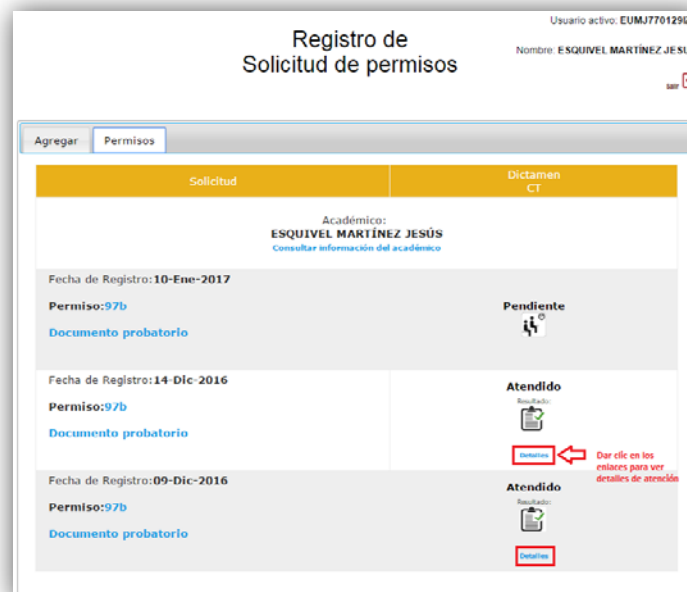 Usuario activo: EUMJ770129
Registro de
Solicitud de permisos
Nombre: ESQUIVEL MARTÍNEZ JESÚ
salir
Agregar
Permisos
Solicitud
Dictamen
CT
Académico:
ESQUIVEL MARTÍNEZ JESÚS
Consultar información del académico
Fecha de Registro:10-Ene-2017
Permiso:97b
Pendiente
Documento probatorio
Fecha de Registro:14-Dic-2016
Atendido
Permiso:97b
Resultado:
Documento probatorio
Detalles
Dar clic en los
enlaces para ver
detalles de atención
Fecha de Registro:09-Dic-2016
Atendido
Permiso:97b
Resultado:
Documento probatorio
Detalles